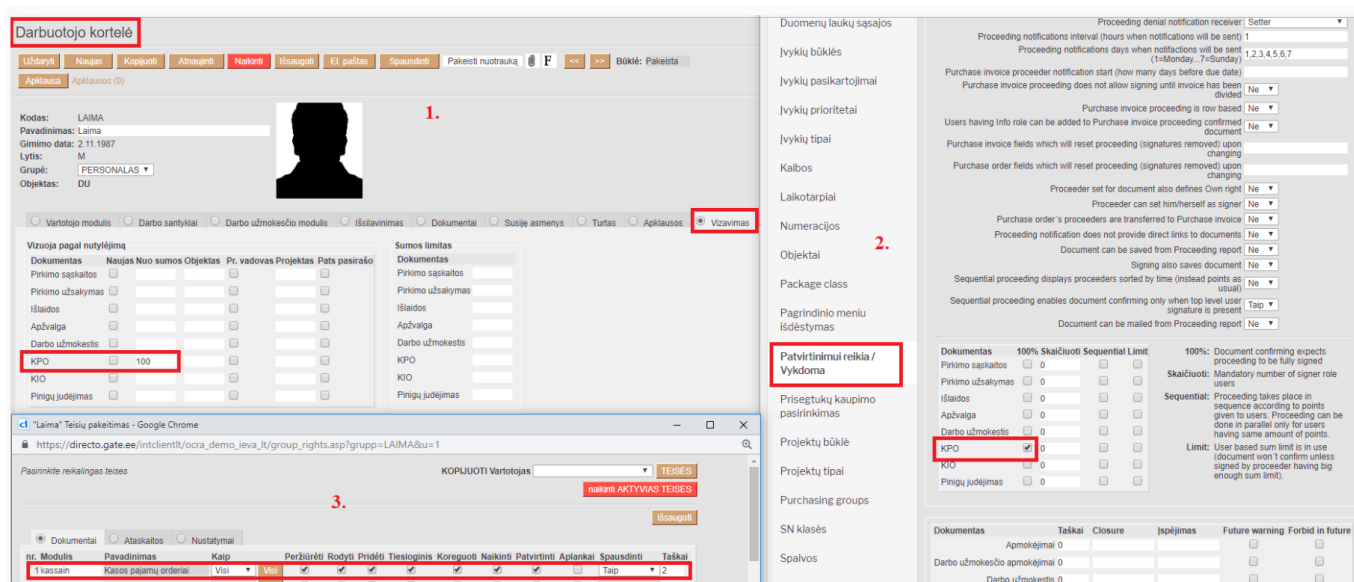 Darbuotojo kortelė
Uždaryti Naujas Kopijuoti Atnaujinti Naikinti Išsaugoti El. paštas Spausdinti Pakeisti nuotrauką F << >> Būklė: Pakeista
Apklausa Apklausos (0)
1.
Kodas: LAIMA
Pavadinimas: Laima
Gimimo data: 2.11.1987
Lytis: M
Grupė: PERSONALAS
Objektas: DU
Vartotojo modulis Darbo santykiai Darbo užmokesčio modulis Išsilavinimas Dokumentai Susiję asmenys Turtas Apklausos Vizavimas
Vizuoja pagal nutylėjimą
Dokumentas Naujas Nuo sumos Objektas Pr. vadovas Projektas Pats pasirašo
Pirkimo sąskaitos
Pirkimo užsakymas
Išlaidos
Apžvalga
Darbo užmokestis
KPO 100
KIO
Pinigų judėjimas
Sumos limitas
Dokumentas
Pirkimo sąskaitos
Pirkimo užsakymas
Išlaidos
Apžvalga
Darbo užmokestis
KPO
KIO
Pinigų judėjimas
"Laima" Teisių pakeitimas - Google Chrome
https://directo.gate.ee/intclientlt/ocra_demo_ieva_lt/group_rights.asp?grupp=LAIMA&u=1
Pasirinkite reikalingas teises
KOPIJUOTI Vartotojas TEISĖS
naikinti AKTYVIAS TEISES
3.
Išsaugoti
Dokumentai Ataskaitos Nustatymai
nr. Modulis Pavadinimas Kaip Peržiūrėti Rodyti Pridėti Tiesioginis Koreguoti Naikinti Patvirtinti Aplankai Spausdinti Taškai
1 kassain Kasos pajamų orderiai Visi Visi Taip 2
Duomenų laukų sąsajos
Įvykių būklės
Įvykių pasikartojimai
Įvykių prioritetai
Įvykių tipai
Kalbos
Laikotarpiai
Numeracijos
Objektai
Package class
Pagrindinio meniu
išdėstymas
Patvirtinimui reikia /
Vykdoma
Prisegtukų kaupimo
pasirinkimas
Projektų būklė
Projektų tipai
Purchasing groups
SN klasės
Spalvos
2.
Proceeding denial notification receiver Setter
Proceeding notifications interval (hours when notifications will be sent) 1
Proceeding notifications days when notifactions will be sent
(1=Monday...7=Sunday) 1,2,3,4,5,6,7
Purchase invoice proceeder notification start (how many days before due date)
Purchase invoice proceeding does not allow signing until invoice has been
divided Ne
Purchase invoice proceeding is row based Ne
Users having Info role can be added to Purchase invoice proceeding confirmed
document Ne
Purchase invoice fields which will reset proceeding (signatures removed) upon
changing
Purchase order fields which will reset proceeding (signatures removed) upon
changing
Proceeder set for document also defines Own right Ne
Proceeder can set him/herself as signer Ne
Purchase order´s proceeders are transferred to Purchase invoice Ne
Proceeding notification does not provide direct links to documents Ne
Document can be saved from Proceeding report Ne
Signing also saves document Ne
Sequential proceeding displays proceeders sorted by time (instead points as
usual) Ne
Sequential proceeding enables document confirming only when top level user
signature is present Taip
Document can be mailed from Proceeding report Ne
Dokumentas 100% Skaičiuoti Sequential Limit
Pirkimo sąskaitos 0
Pirkimo užsakymas 0
Išlaidos 0
Apžvalga 0
Darbo užmokestis 0
KPO 0
KIO 0
Pinigų judėjimas 0
100%: Document confirming expects
proceeding to be fully signed
Skaičiuoti: Mandatory number of signer role
users
Sequential: Proceeding takes place in
sequence according to points
given to users. Proceeding can be
done in parallel only for users
having same amount of points.
Limit: User based sum limit is in use
(document won´t confirm unless
signed by proceeder having big
enough sum limit).
Dokumentas Taškai Closure Įspėjimas Future warning Forbid in future
Apmokėjimai 0
Darbo užmokesčio apmokėjimai 0
Darbo užmokestis 0